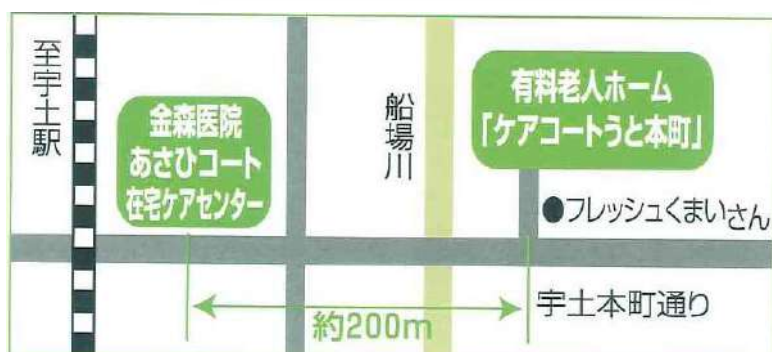 至宇土駅
金森医院
あさひコート
在宅ケアセンター
船場川
有料老人ホーム
「ケアコートうと本町」
●フレッシュくまいさん
約200m
宇土本町通り